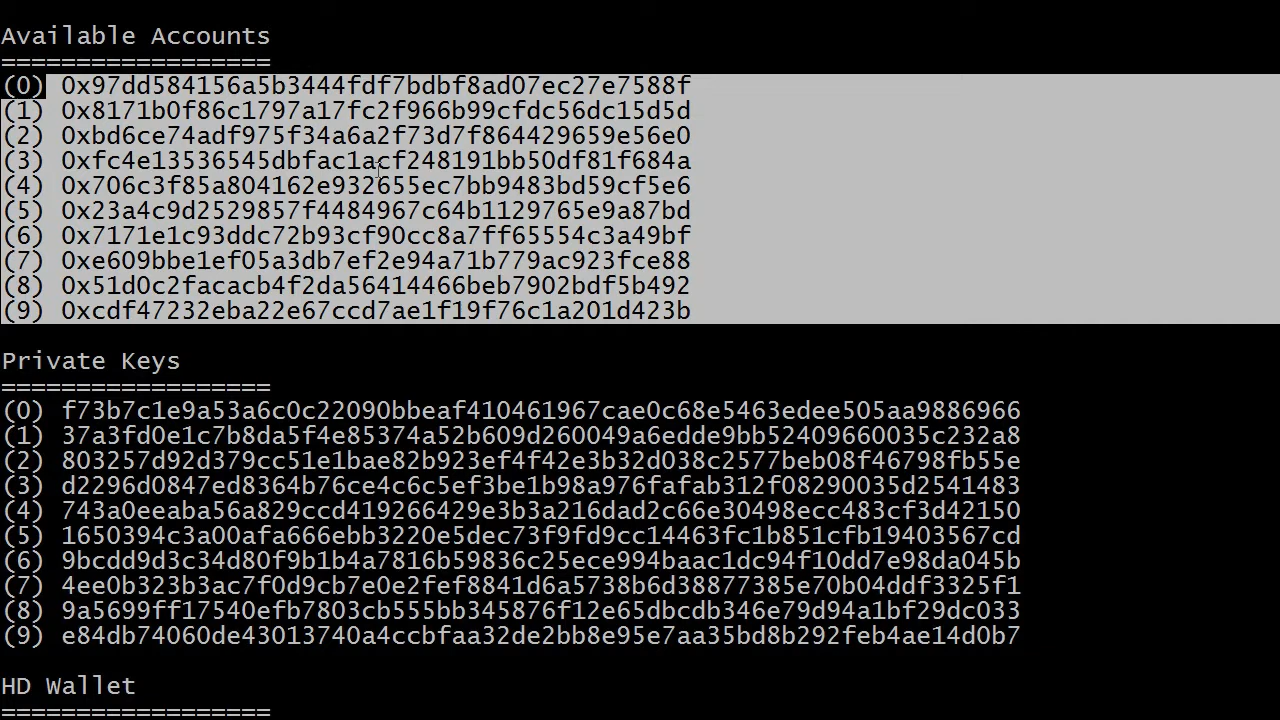 Available Accounts
==================
(0) 0x97dd584156a5b3444fdf7bdbf8ad07ec27e7588f
(1) 0x8171b0f86c1797a17fc2f966b99cfdc56dc15d5d
(2) 0xbd6ce74adf975f34a6a2f73d7f864429659e56e0
(3) 0xfc4e13536545dbfac1acf248191bb50df81f684a
(4) 0x706c3f85a804162e932655ec7bb9483bd59cf5e6
(5) 0x23a4c9d2529857f4484967c64b1129765e9a87bd
(6) 0x7171e1c93ddc72b93cf90cc8a7ff65554c3a49bf
(7) 0xe609bbe1ef05a3db7ef2e94a71b779ac923fce88
(8) 0x51d0c2facacb4f2da56414466beb7902bdf5b492
(9) 0xcdf47232eba22e67ccd7ae1f19f76c1a201d423b
Private Keys
==================
(0) f73b7c1e9a53a6c0c22090bbeaf410461967cae0c68e5463edee505aa9886966
(1) 37a3fd0e1c7b8da5f4e85374a52b609d260049a6edde9bb52409660035c232a8
(2) 803257d92d379cc51e1bae82b923ef4f42e3b32d038c2577beb08f46798fb55e
(3) d2296d0847ed8364b76ce4c6c5ef3be1b98a976fafab312f08290035d2541483
(4) 743a0eeaba56a829ccd419266429e3b3a216dad2c66e30498ecc483cf3d42150
(5) 1650394c3a00afa666ebb3220e5dec73f9fd9cc14463fc1b851cfb19403567cd
(6) 9bcdd9d3c34d80f9b1b4a7816b59836c25ece994baac1dc94f10dd7e98da045b
(7) 4ee0b323b3ac7f0d9cb7e0e2fef8841d6a5738b6d38877385e70b04ddf3325f1
(8) 9a5699ff17540efb7803cb555bb345876f12e65dbcdb346e79d94a1bf29dc033
(9) e84db74060de43013740a4ccbfaa32de2bb8e95e7aa35bd8b292feb4ae14d0b7
HD Wallet
==================